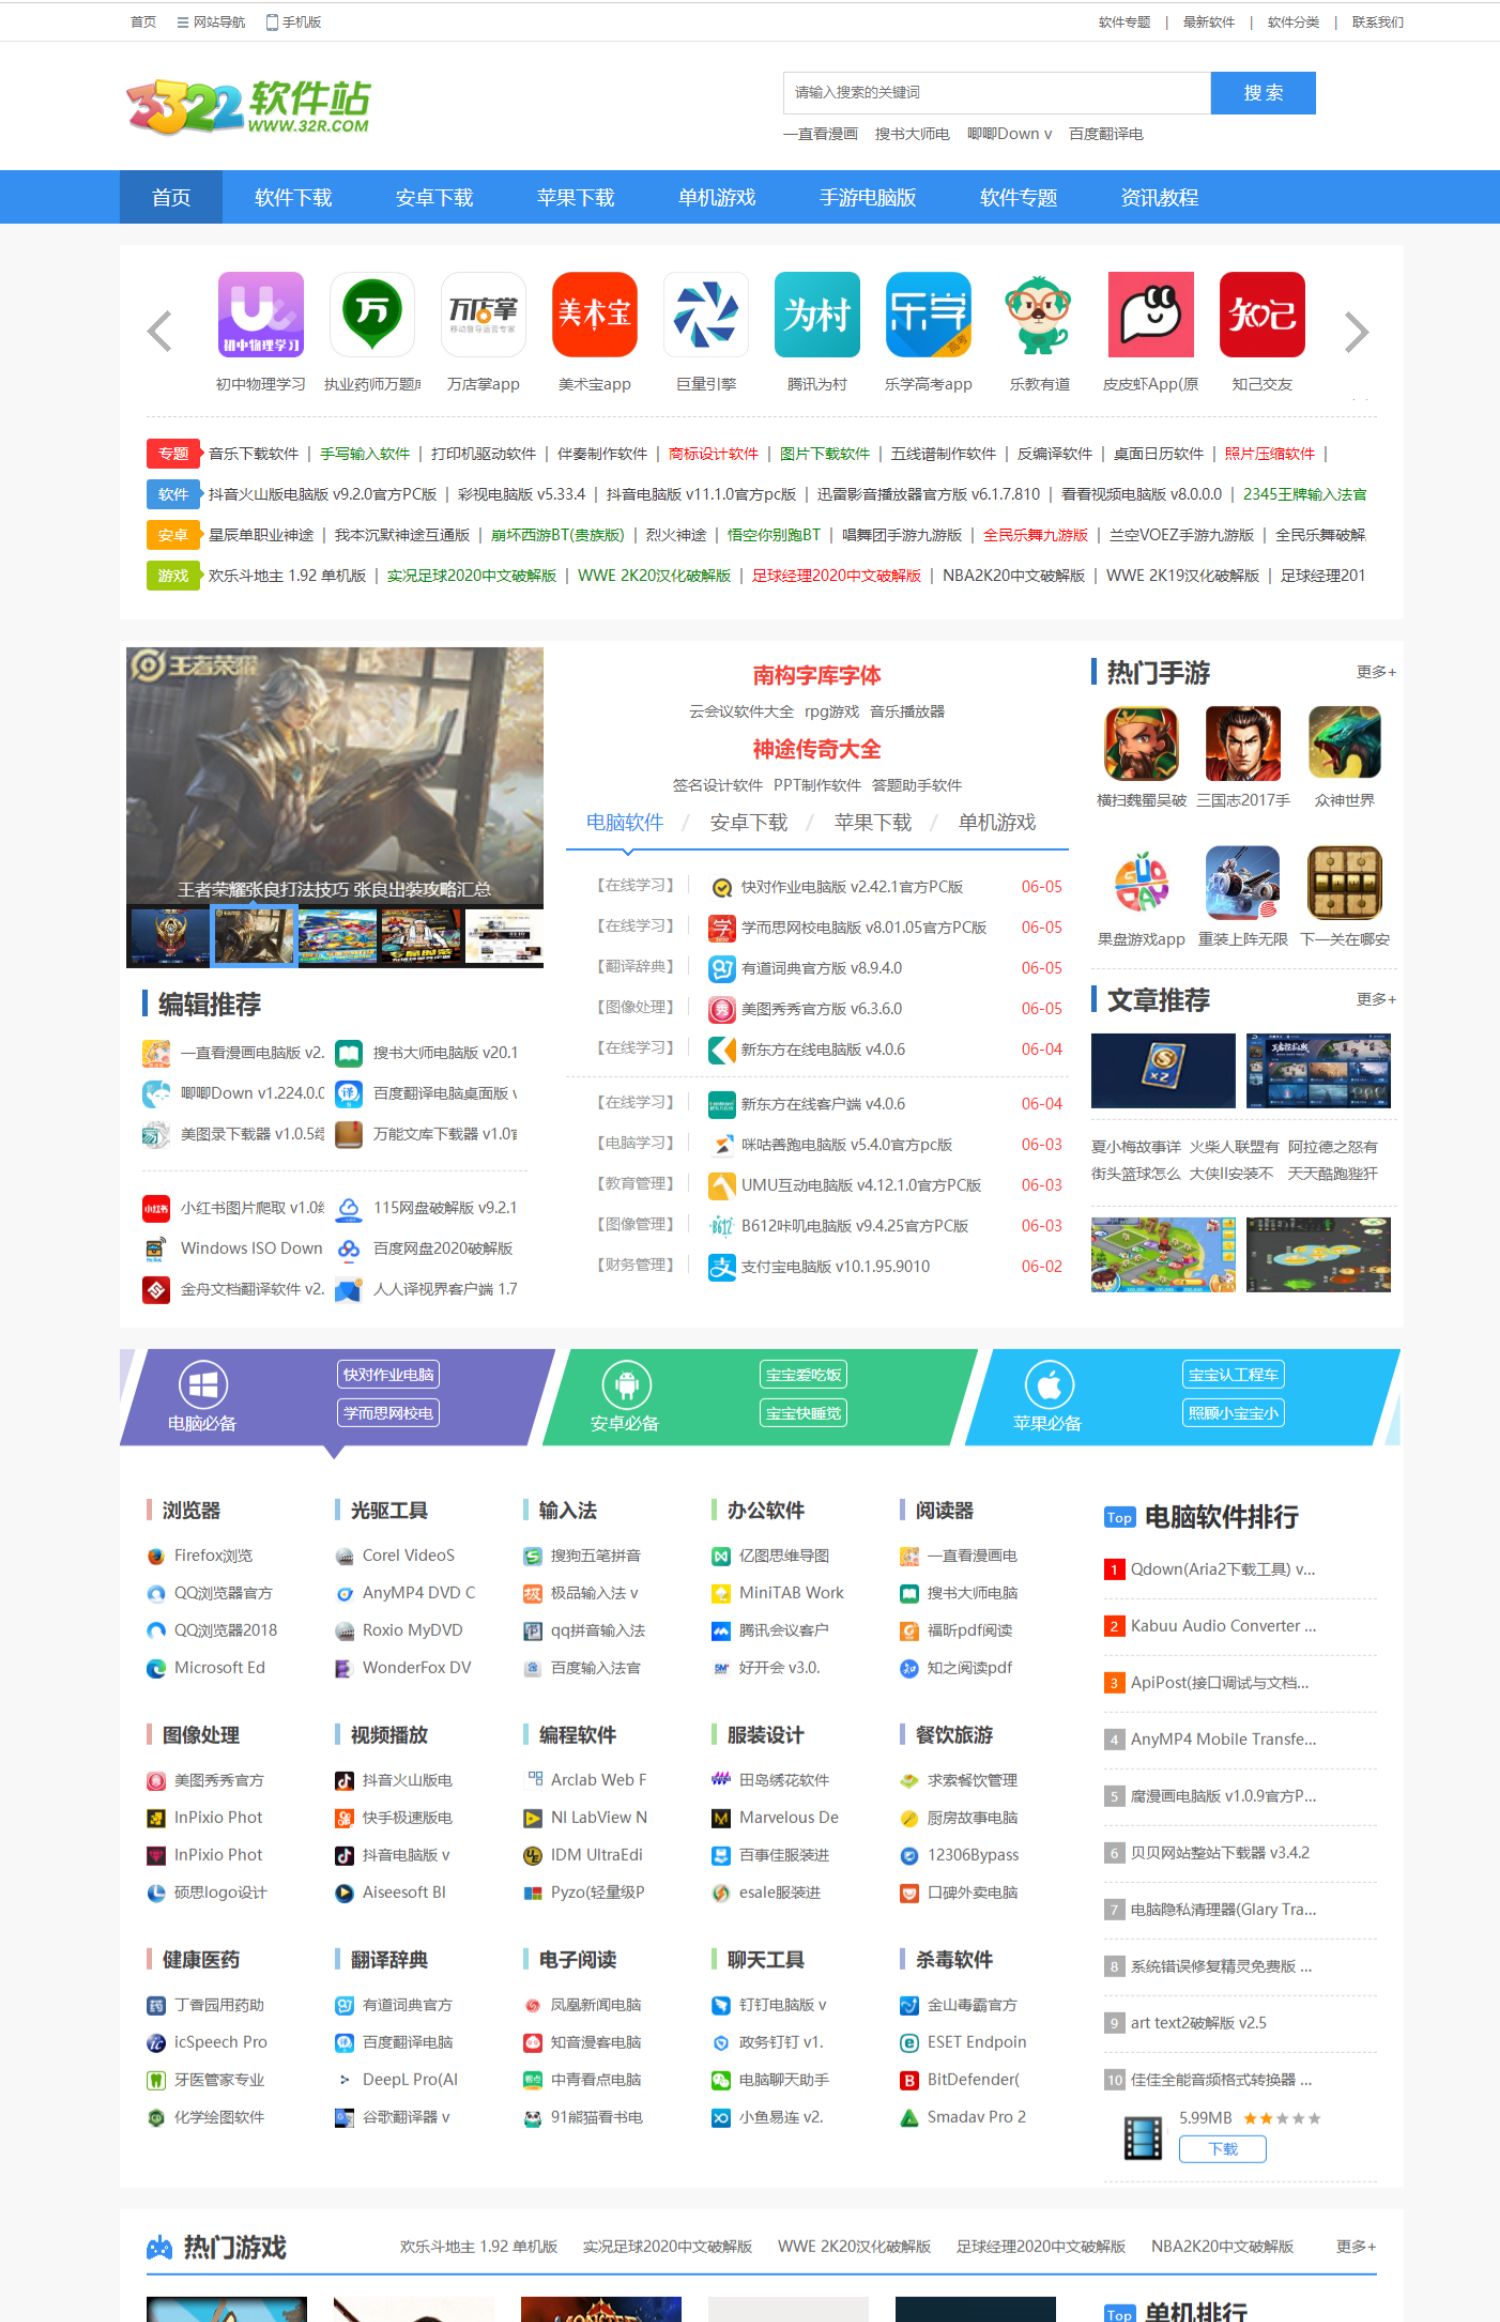 首页 网站导航 手机版 软件专题 | 最新软件 | 软件分类 | 联系我们
3322 软件站
WWW.32R.COM
请输入搜索的关键词 搜 索
一直看漫画 搜书大师电 唧唧Down v 百度翻译电
首页 软件下载 安卓下载 苹果下载 单机游戏 手游电脑版 软件专题 资讯教程
初中物理学习 万 万店掌 移动督导运营专家 美术宝 为村 乐学 高考 知己
初中物理学习 执业药师万题 万店掌app 美术宝app 巨量引擎 腾讯为村 乐学高考app 乐教有道 皮皮虾App(原 知己交友
专题 音乐下载软件 | 手写输入软件 | 打印机驱动软件 | 伴奏制作软件 | 商标设计软件 | 图片下载软件 | 五线谱制作软件 | 反编译软件 | 桌面日历软件 | 照片压缩软件 |
软件 抖音火山版电脑版 v9.2.0官方PC版 | 彩视电脑版 v5.33.4 | 抖音电脑版 v11.1.0官方pc版 | 迅雷影音播放器官方版 v6.1.7.810 | 看看视频电脑版 v8.0.0.0 | 2345王牌输入法官
安卓 星辰单职业神途 | 我本沉默神途互通版 | 崩坏西游BT(贵族版) | 烈火神途 | 悟空你别跑BT | 唱舞团手游九游版 | 全民乐舞九游版 | 兰空VOEZ手游九游版 | 全民乐舞破解
游戏 欢乐斗地主 1.92 单机版 | 实况足球2020中文破解版 | WWE 2K20汉化破解版 | 足球经理2020中文破解版 | NBA2K20中文破解版 | WWE 2K19汉化破解版 | 足球经理201
王者荣耀
王者荣耀张良打法技巧 张良出装攻略汇总
编辑推荐
一直看漫画电脑版 v2. 搜书大师电脑版 v20.1
唧唧Down v1.224.0.0 百度翻译电脑桌面版
美图录下载器 v1.0.5 万能文库下载器 v1.0
小红书图片爬取 v1.0 115网盘破解版 v9.2.1
Windows ISO Down 百度网盘2020破解版
金舟文档翻译软件 v2. 人人译视界客户端 1.7
南构字库字体
云会议软件大全 rpg游戏 音乐播放器
神途传奇大全
签名设计软件 PPT制作软件 答题助手软件
电脑软件 / 安卓下载 / 苹果下载 / 单机游戏
【在线学习】 快对作业电脑版 v2.42.1官方PC版 06-05
【在线学习】 学而思网校电脑版 v8.01.05官方PC版 06-05
【翻译辞典】 有道词典官方版 v8.9.4.0 06-05
【图像处理】 美图秀秀官方版 v6.3.6.0 06-05
【在线学习】 新东方在线电脑版 v4.0.6 06-04
【在线学习】 新东方在线客户端 v4.0.6 06-04
【电脑学习】 咪咕善跑电脑版 v5.4.0官方pc版 06-03
【教育管理】 UMU互动电脑版 v4.12.1.0官方PC版 06-03
【图像管理】 B612咔叽电脑版 v9.4.25官方PC版 06-03
【财务管理】 支付宝电脑版 v10.1.95.9010 06-02
热门手游 更多+
横扫魏蜀吴破 三国志2017手 众神世界
果盘游戏app 重装上阵无限 下一关在哪安
文章推荐 更多+
夏小梅故事详 火柴人联盟有 阿拉德之怒有
街头篮球怎么 大侠II安装不 天天酷跑狴犴
电脑必备 快对作业电脑 学而思网校电
安卓必备 宝宝爱吃饭 宝宝快睡觉
苹果必备 宝宝认工程车 照顾小宝宝小
浏览器 光驱工具 输入法 办公软件 阅读器
Firefox浏览 Corel VideoS 搜狗五笔拼音 亿图思维导图 一直看漫画电
QQ浏览器官方 AnyMP4 DVD C 极品输入法 v MiniTAB Work 搜书大师电脑
QQ浏览器2018 Roxio MyDVD qq拼音输入法 腾讯会议客户 福昕pdf阅读
Microsoft Ed WonderFox DV 百度输入法官 好开会 v3.0. 知之阅读pdf
图像处理 视频播放 编程软件 服装设计 餐饮旅游
美图秀秀官方 抖音火山版电 Arclab Web F 田岛绣花软件 求索餐饮管理
InPixio Phot 快手极速版电 NI LabView N Marvelous De 厨房故事电脑
InPixio Phot 抖音电脑版 v IDM UltraEdi 百事佳服装进 12306Bypass
硕思logo设计 Aiseesoft Bl Pyzo(轻量级P esale服装进 口碑外卖电脑
健康医药 翻译辞典 电子阅读 聊天工具 杀毒软件
丁香园用药助 有道词典官方 凤凰新闻电脑 钉钉电脑版 v 金山毒霸官方
icSpeech Pro 百度翻译电脑 知音漫客电脑 政务钉钉 v1. ESET Endpoin
牙医管家专业 DeepL Pro(AI 中青看点电脑 电脑聊天助手 BitDefender(
化学绘图软件 谷歌翻译器 v 91熊猫看书电 小鱼易连 v2. Smadav Pro 2
Top 电脑软件排行
1 Qdown(Aria2下载工具) v...
2 Kabuu Audio Converter ...
3 ApiPost(接口调试与文档...
4 AnyMP4 Mobile Transfe...
5 腐漫画电脑版 v1.0.9官方P...
6 贝贝网站整站下载器 v3.4.2
7 电脑隐私清理器(Glary Tra...
8 系统错误修复精灵免费版 ...
9 art text2破解版 v2.5
10 佳佳全能音频格式转换器 ...
5.99MB
下载
热门游戏 欢乐斗地主 1.92 单机版 实况足球2020中文破解版 WWE 2K20汉化破解版 足球经理2020中文破解版 NBA2K20中文破解版 更多+
Top 单机排行